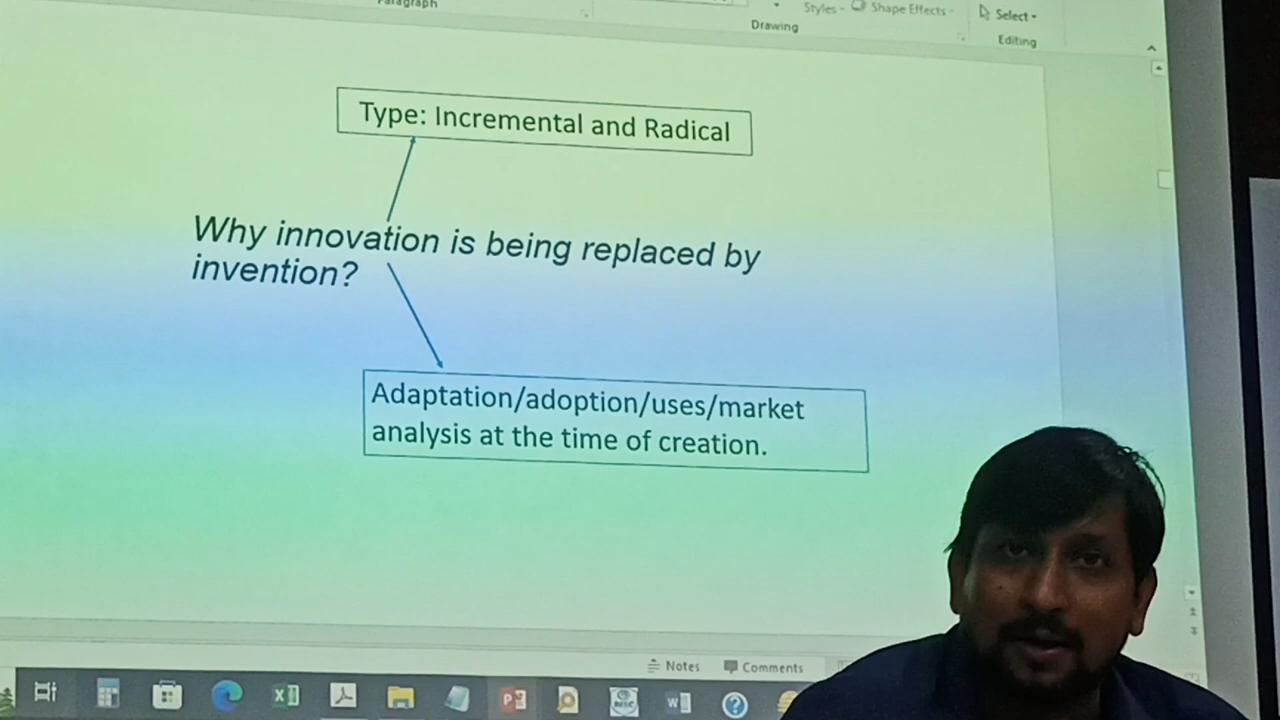 Paragraph
Styles
Shape Effects
Select
Drawing
Editing
Type: Incremental and Radical
Why innovation is being replaced by
invention?
Adaptation/adoption/uses/market
analysis at the time of creation.
Notes
Comments